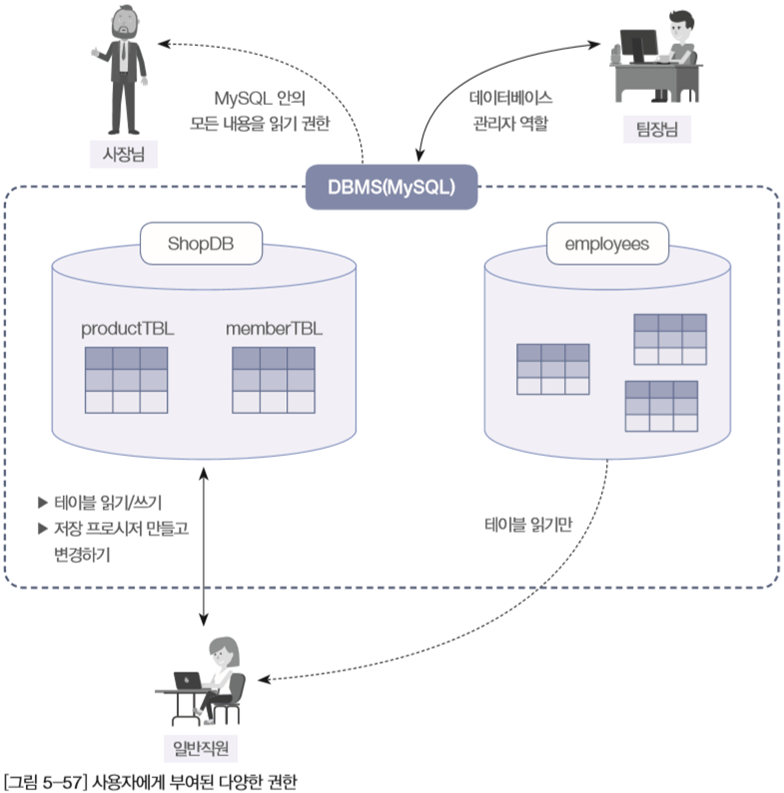 MySQL 안의
모든 내용을 읽기 권한
데이터베이스
관리자 역할
사장님
팀장님
DBMS(MySQL)
ShopDB
employees
productTBL
memberTBL
▶ 테이블 읽기/쓰기
▶ 저장 프로시저 만들고
변경하기
테이블 읽기만
일반직원
[그림 5-57] 사용자에게 부여된 다양한 권한